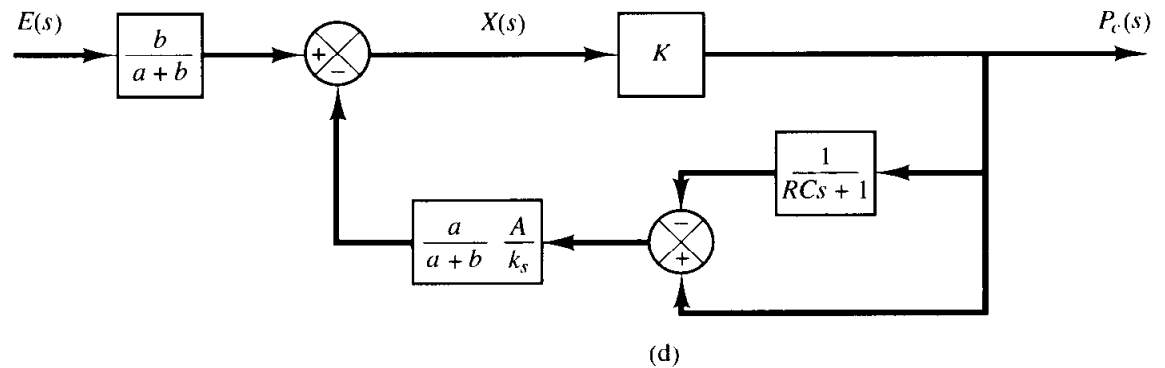 E(s)
b
a + b
+
−
X(s)
K
P_c(s)
1
RCs + 1
−
+
a A
a + b k_s
(d)